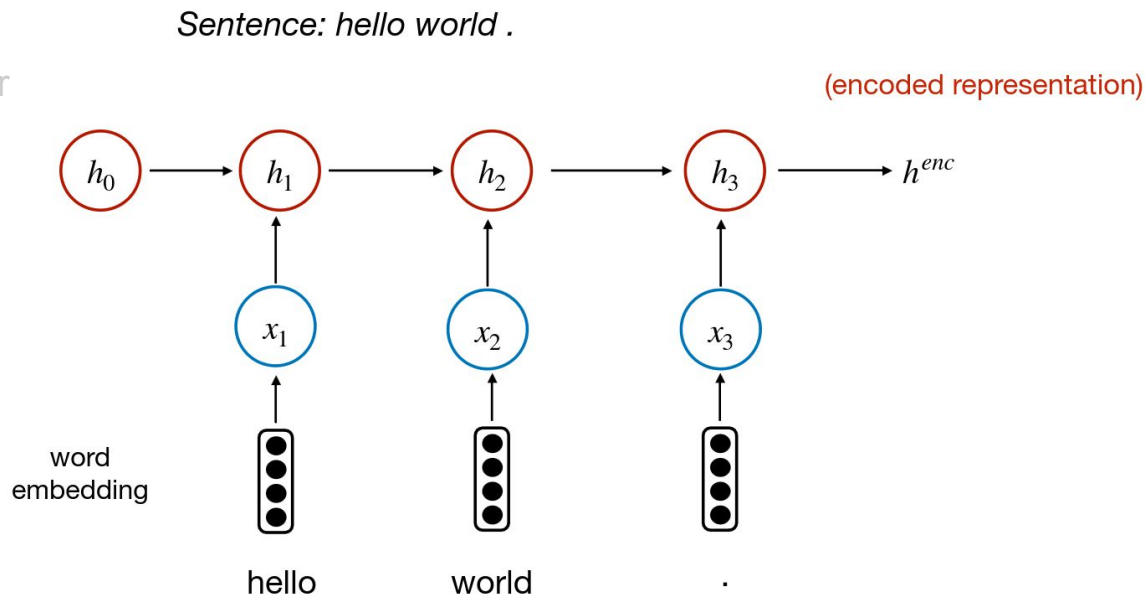 Sentence: hello world .
r
(encoded representation)
h₀ h₁ h₂ h₃ hᵉⁿᶜ
x₁ x₂ x₃
word
embedding
hello world .